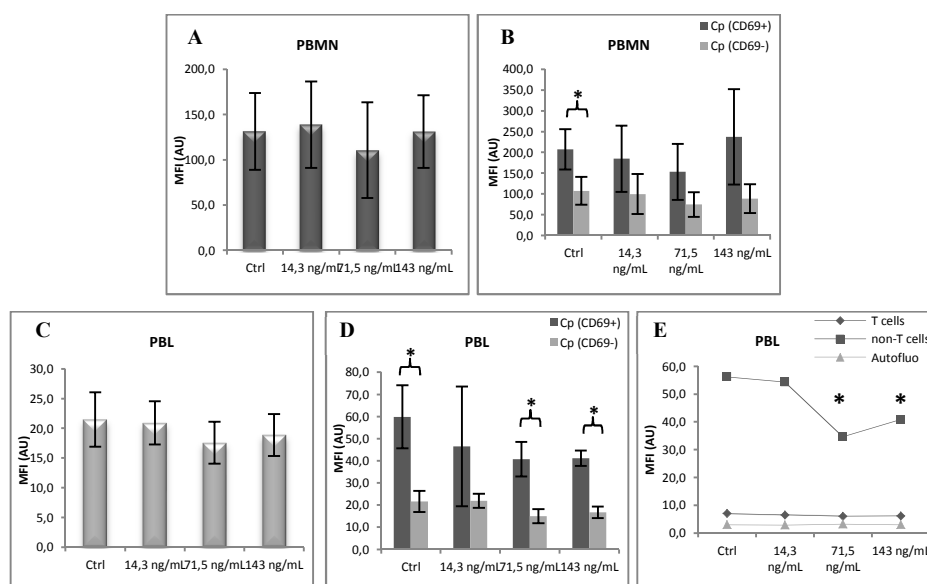 A
PBMN
MFI (AU)
200,0
150,0
100,0
50,0
0,0
Ctrl 14,3 ng/mL 71,5 ng/mL 143 ng/mL
B
PBMN
Cp (CD69+)
Cp (CD69-)
MFI (AU)
400,0
350,0
300,0
250,0
200,0
150,0
100,0
50,0
0,0
*
Ctrl 14,3 71,5 143 ng/mL
ng/mL ng/mL
C
PBL
MFI (AU)
30,0
25,0
20,0
15,0
10,0
5,0
0,0
Ctrl 14,3 ng/mL 71,5 ng/mL 143 ng/mL
D
PBL
Cp (CD69+)
Cp (CD69-)
MFI (AU)
80,0
70,0
60,0
50,0
40,0
30,0
20,0
10,0
0,0
*
* *
Ctrl 14,3 ng/mL 71,5 ng/mL 143 ng/mL
E
PBL
T cells
non-T cells
Autofluo
MFI (AU)
60,0
50,0
40,0
30,0
20,0
10,0
0,0
* *
Ctrl 14,3 71,5 143 ng/mL
ng/mL ng/mL